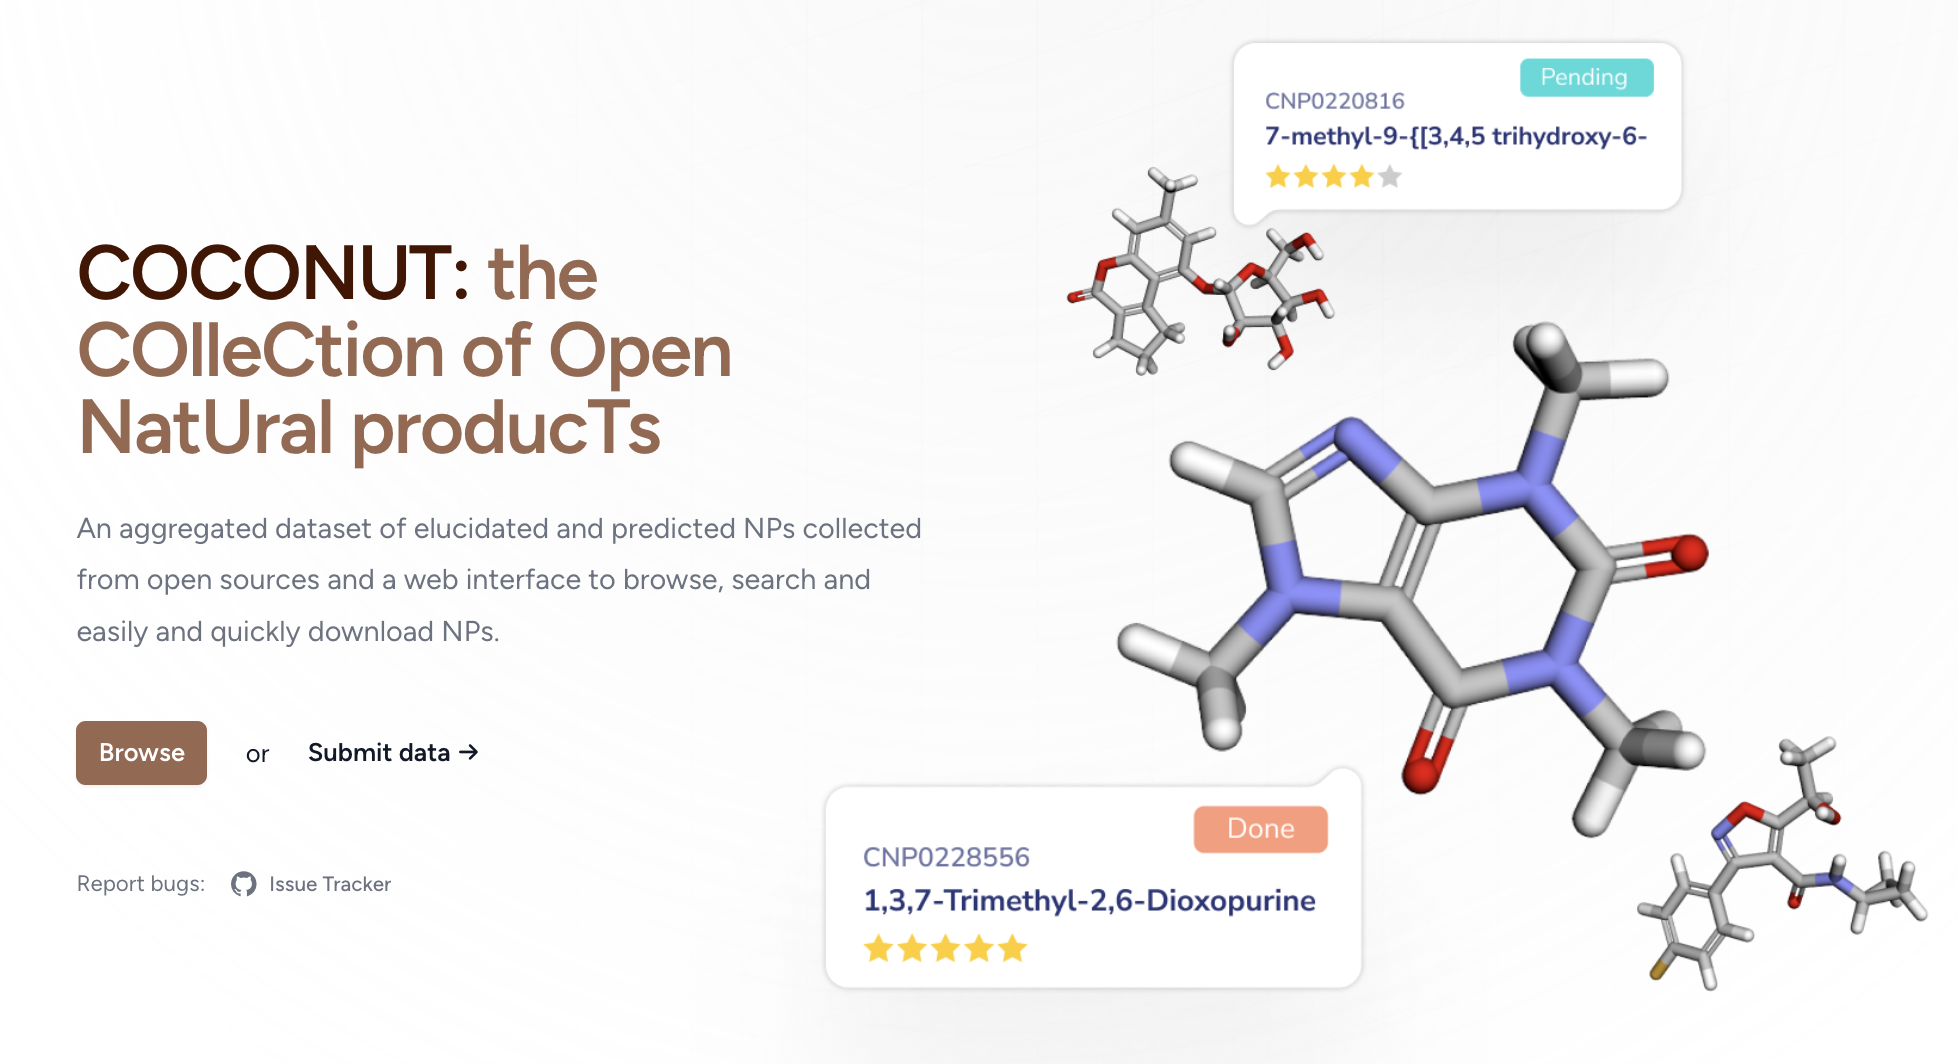 COCONUT: the
COlleCtion of Open
NatUral producTs
An aggregated dataset of elucidated and predicted NPs collected
from open sources and a web interface to browse, search and
easily and quickly download NPs.
Browse or Submit data →
Report bugs: Issue Tracker
Pending
CNP0220816
7-methyl-9-{[3,4,5 trihydroxy-6-
Done
CNP0228556
1,3,7-Trimethyl-2,6-Dioxopurine